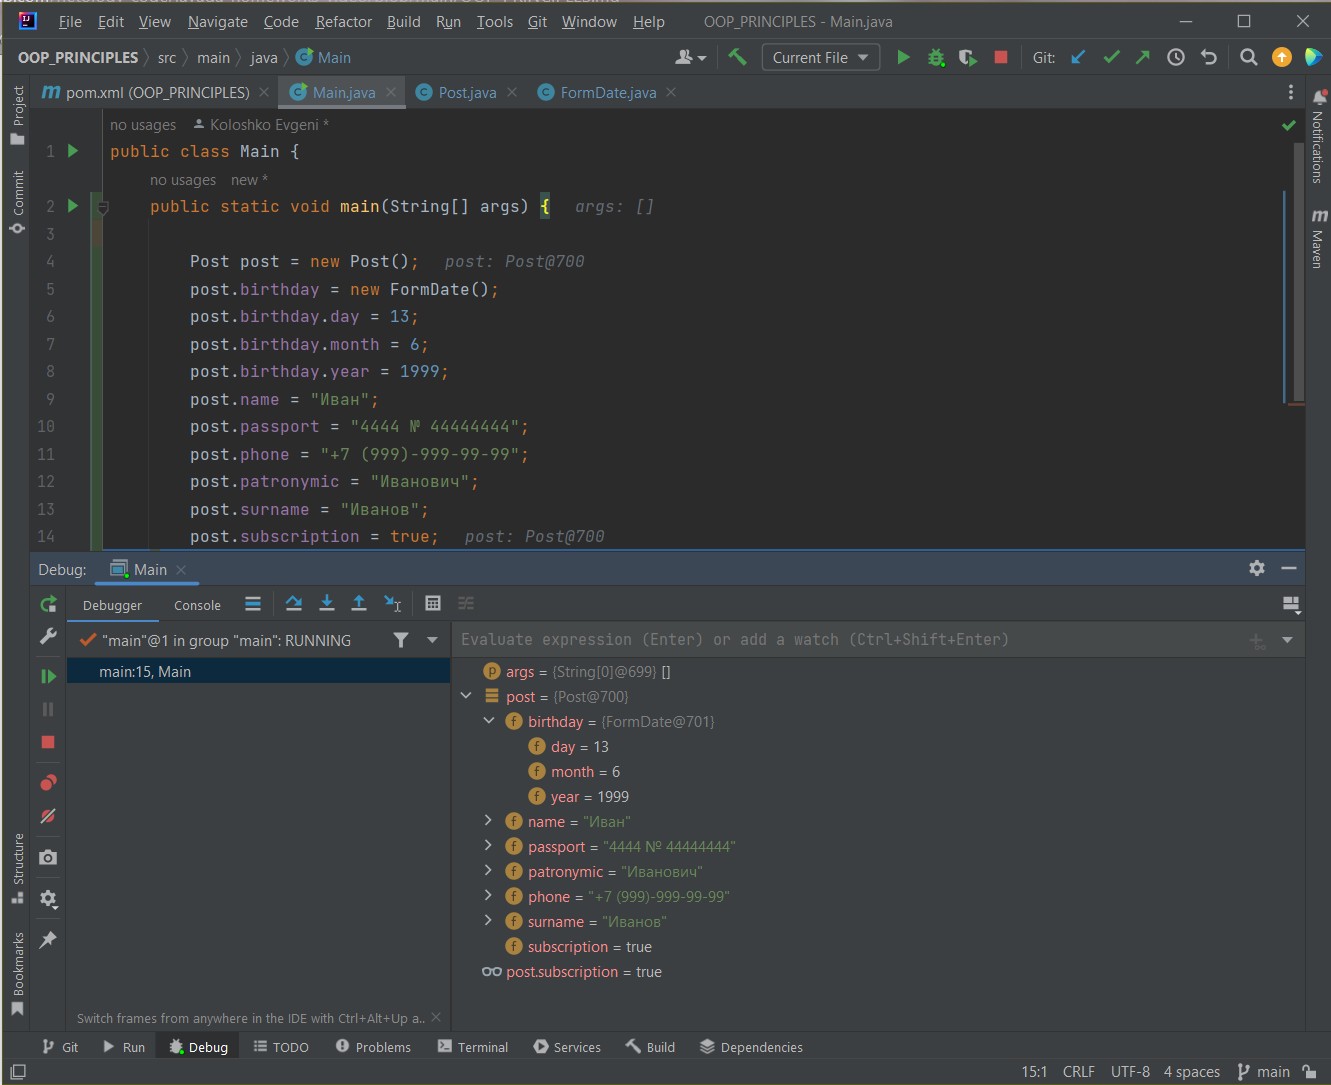 File Edit View Navigate Code Refactor Build Run Tools Git Window Help OOP_PRINCIPLES - Main.java
OOP_PRINCIPLES src main java Main Current File Git:
pom.xml (OOP_PRINCIPLES) Main.java Post.java FormDate.java
Project
Commit
Structure
Bookmarks
Notifications
Maven
no usages Koloshko Evgeni *
1 public class Main {
no usages new *
2 public static void main(String[] args) { args: []
3
4 Post post = new Post(); post: Post@700
5 post.birthday = new FormDate();
6 post.birthday.day = 13;
7 post.birthday.month = 6;
8 post.birthday.year = 1999;
9 post.name = "Иван";
10 post.passport = "4444 № 44444444";
11 post.phone = "+7 (999)-999-99-99";
12 post.patronymic = "Иванович";
13 post.surname = "Иванов";
14 post.subscription = true; post: Post@700
Debug: Main
Debugger Console
"main"@1 in group "main": RUNNING
main:15, Main
Evaluate expression (Enter) or add a watch (Ctrl+Shift+Enter)
args = {String[0]@699} []
post = {Post@700}
birthday = {FormDate@701}
day = 13
month = 6
year = 1999
name = "Иван"
passport = "4444 № 44444444"
patronymic = "Иванович"
phone = "+7 (999)-999-99-99"
surname = "Иванов"
subscription = true
post.subscription = true
Switch frames from anywhere in the IDE with Ctrl+Alt+Up a..
Git Run Debug TODO Problems Terminal Services Build Dependencies
15:1 CRLF UTF-8 4 spaces main